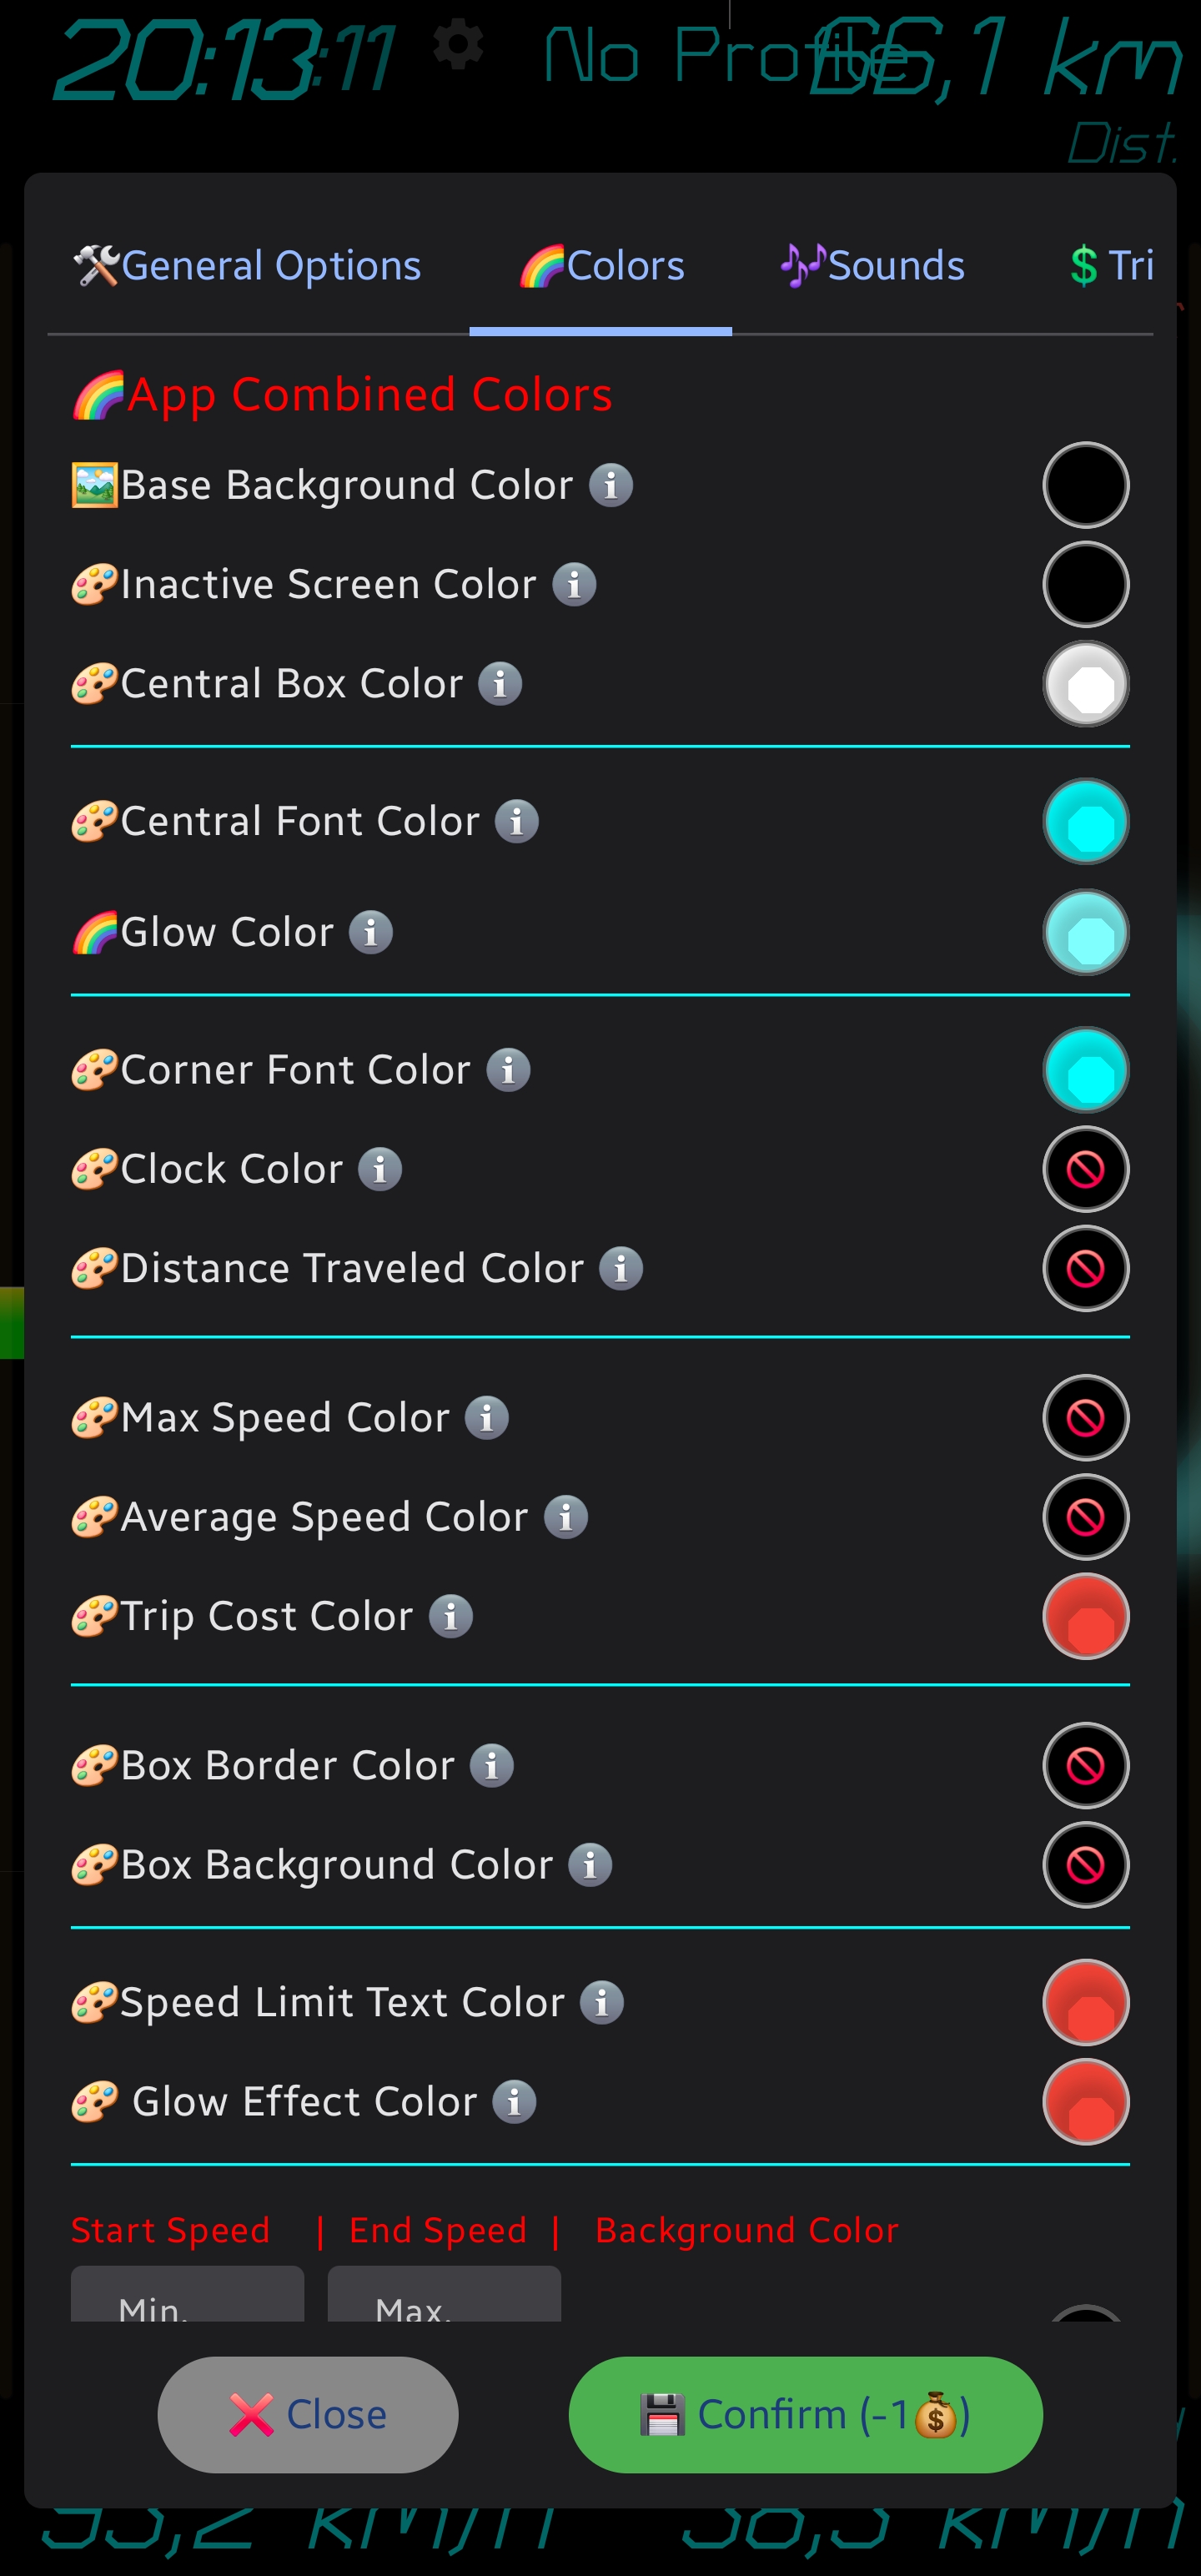 20:13:11 No Profile 66,1 km
Dist.
🛠️General Options 🌈Colors 🎶Sounds 💲Tri
🌈App Combined Colors
🖼️Base Background Color ℹ️
🎨Inactive Screen Color ℹ️
🎨Central Box Color ℹ️
🎨Central Font Color ℹ️
🌈Glow Color ℹ️
🎨Corner Font Color ℹ️
🎨Clock Color ℹ️
🎨Distance Traveled Color ℹ️
🎨Max Speed Color ℹ️
🎨Average Speed Color ℹ️
🎨Trip Cost Color ℹ️
🎨Box Border Color ℹ️
🎨Box Background Color ℹ️
🎨Speed Limit Text Color ℹ️
🎨 Glow Effect Color ℹ️
Start Speed | End Speed | Background Color
Min. Max.
❌ Close 💾 Confirm (-1💰)
km/h km/h